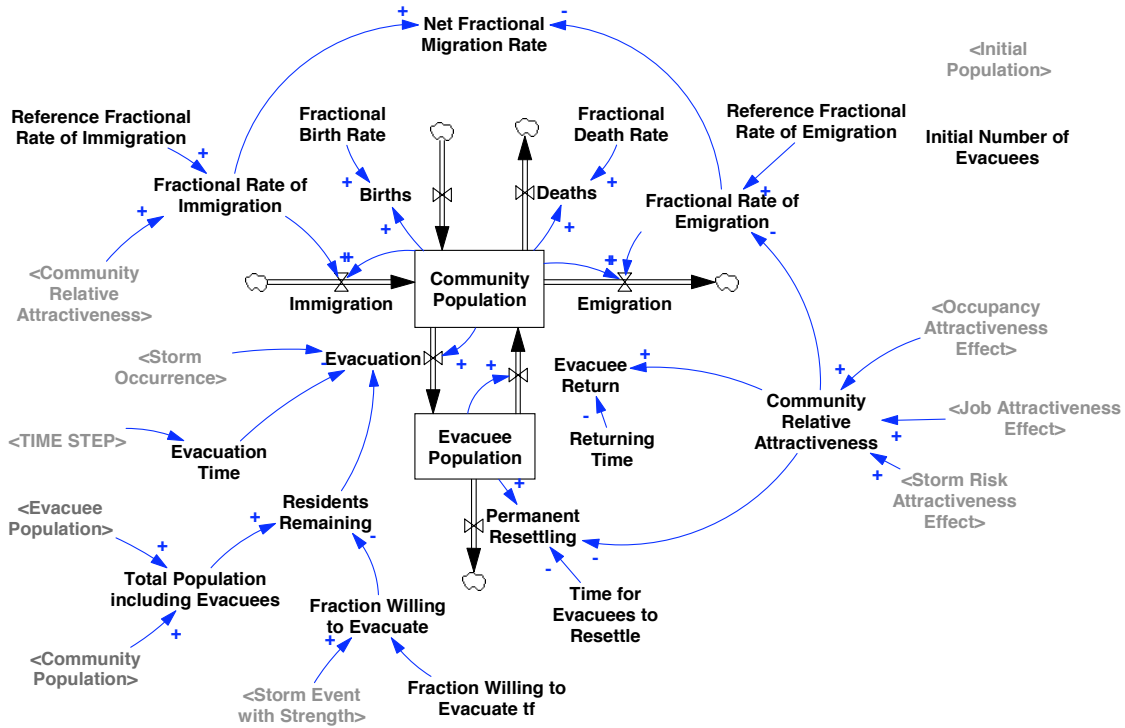 Net Fractional
Migration Rate
<Initial
Population>
Reference Fractional
Rate of Immigration
Fractional
Birth Rate
Fractional
Death Rate
Reference Fractional
Rate of Emigration
Initial Number of
Evacuees
Fractional Rate of
Immigration
Births
Deaths
Fractional Rate of
Emigration
<Community
Relative
Attractiveness>
Immigration
Community
Population
Emigration
<Storm
Occurrence>
Evacuation
Evacuee
Return
<Occupancy
Attractiveness
Effect>
Community
Relative
Attractiveness
<Job Attractiveness
Effect>
<TIME STEP>
Evacuation
Time
Evacuee
Population
Returning
Time
<Storm Risk
Attractiveness
Effect>
<Evacuee
Population>
Residents
Remaining
Permanent
Resettling
Total Population
including Evacuees
Fraction Willing
to Evacuate
Time for
Evacuees to
Resettle
<Community
Population>
<Storm Event
with Strength>
Fraction Willing to
Evacuate tf